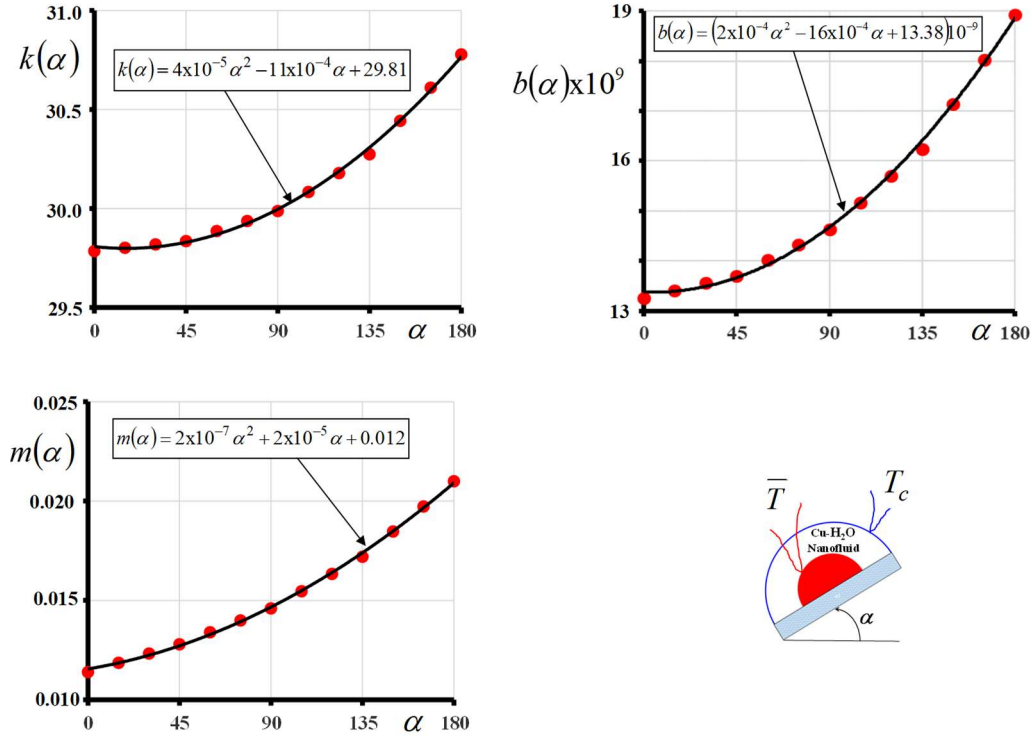 31.0
k(α)
k(α) = 4x10⁻⁵ α² −11x10⁻⁴ α + 29.81
30.5
30.0
29.5
0 45 90 135 α 180
19
b(α) = (2x10⁻⁴ α² −16x10⁻⁴ α +13.38)10⁻⁹
b(α)x10⁹
16
13
0 45 90 135 α 180
0.025
m(α) = 2x10⁻⁷ α² + 2x10⁻⁵ α + 0.012
m(α)
0.020
0.015
0.010
0 45 90 135 α 180
T̅ T_c
Cu-H₂O
Nanofluid
α